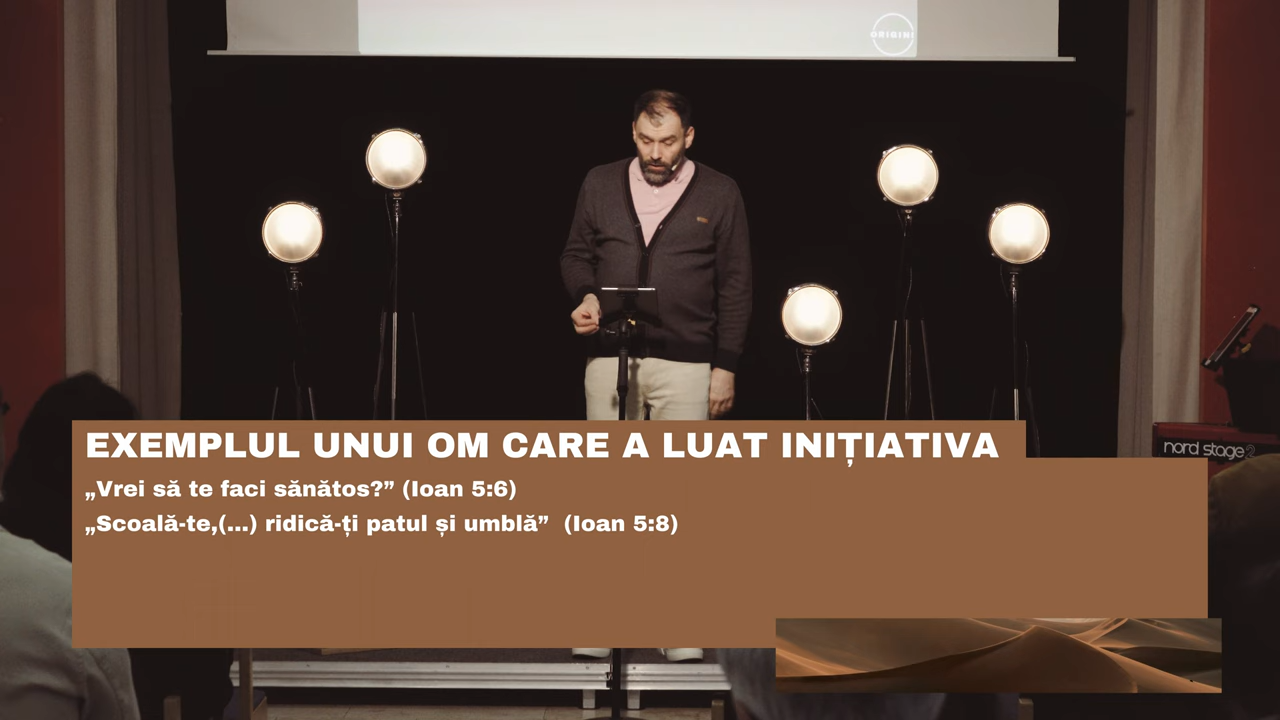 ORIGINI
EXEMPLUL UNUI OM CARE A LUAT INIȚIATIVA
„Vrei să te faci sănătos?” (Ioan 5:6)
„Scoală-te,(...) ridică-ți patul și umblă” (Ioan 5:8)
nord stage 2